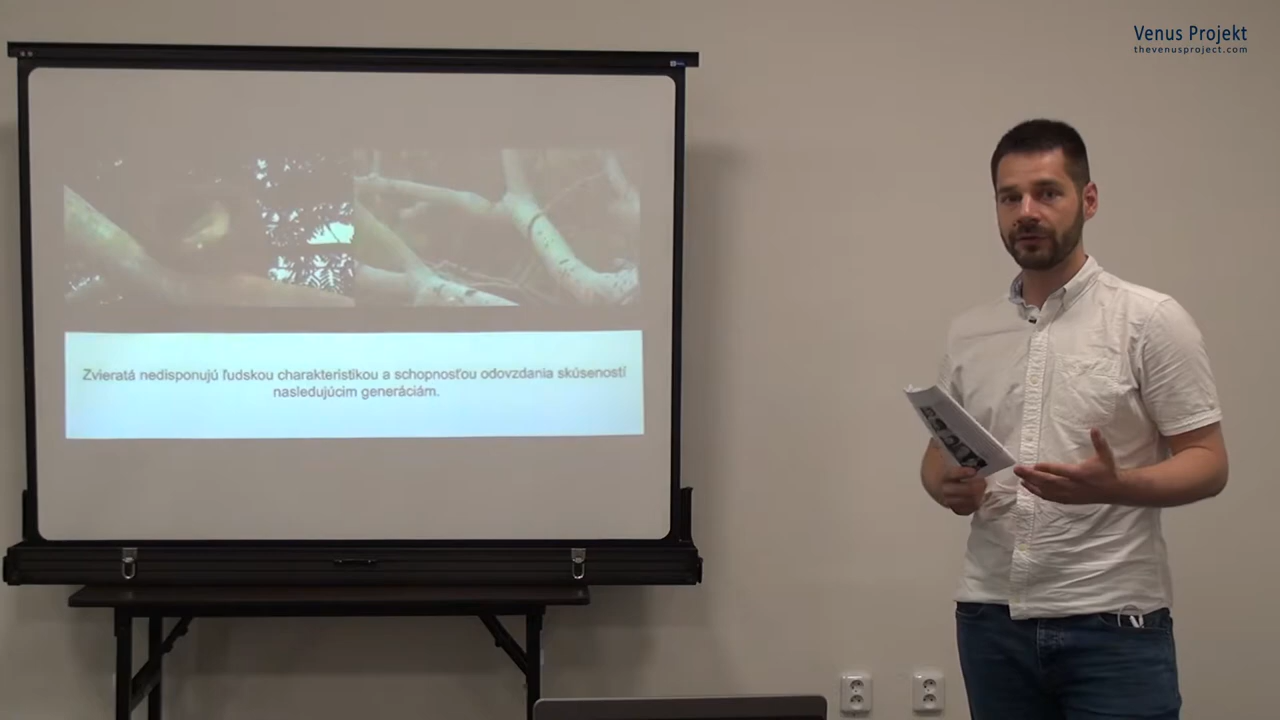 Venus Projekt
thevenusproject.com
Zvieratá nedisponujú ľudskou charakteristikou a schopnosťou odovzdania skúseností
nasledujúcim generáciám.